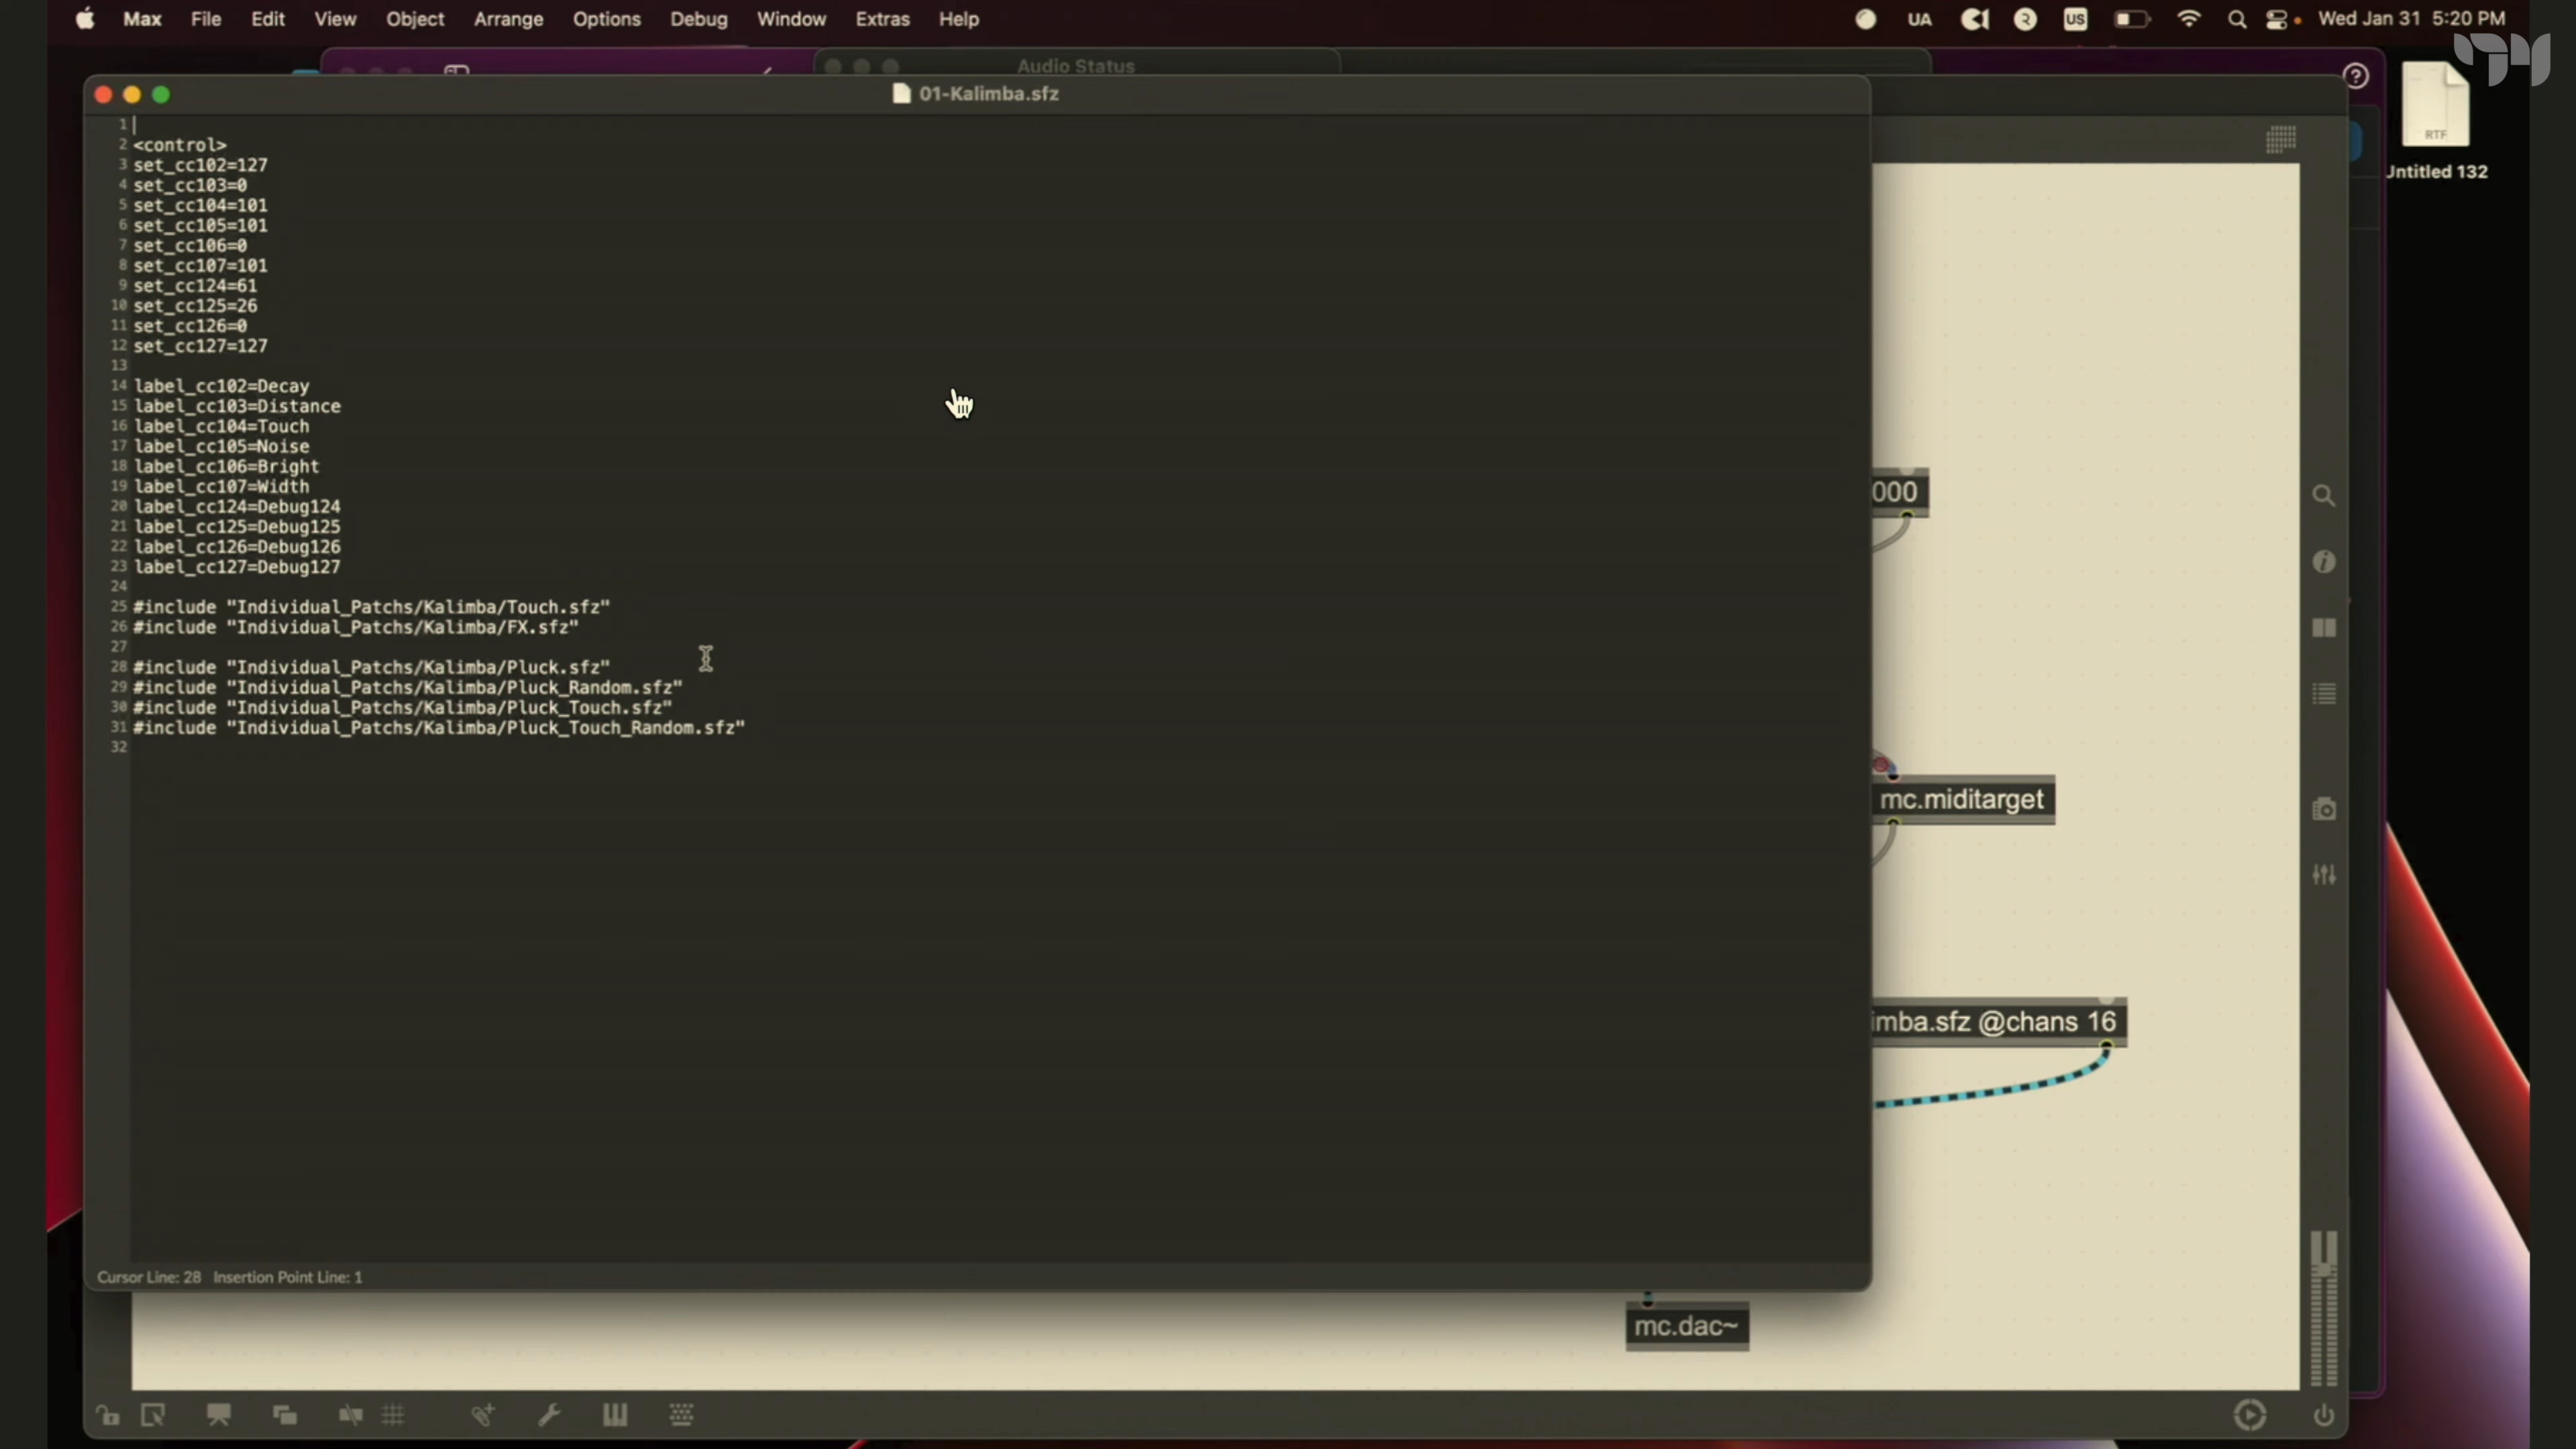 Max File Edit View Object Arrange Options Debug Window Extras Help
UA US Wed Jan 31 5:20 PM
Audio Status
01-Kalimba.sfz
RTF
Untitled 132
1
2 <control>
3 set_cc102=127
4 set_cc103=0
5 set_cc104=101
6 set_cc105=101
7 set_cc106=0
8 set_cc107=101
9 set_cc124=61
10 set_cc125=26
11 set_cc126=0
12 set_cc127=127
13
14 label_cc102=Decay
15 label_cc103=Distance
16 label_cc104=Touch
17 label_cc105=Noise
18 label_cc106=Bright
19 label_cc107=Width
20 label_cc124=Debug124
21 label_cc125=Debug125
22 label_cc126=Debug126
23 label_cc127=Debug127
24
25 #include "Individual_Patchs/Kalimba/Touch.sfz"
26 #include "Individual_Patchs/Kalimba/FX.sfz"
27
28 #include "Individual_Patchs/Kalimba/Pluck.sfz"
29 #include "Individual_Patchs/Kalimba/Pluck_Random.sfz"
30 #include "Individual_Patchs/Kalimba/Pluck_Touch.sfz"
31 #include "Individual_Patchs/Kalimba/Pluck_Touch_Random.sfz"
32
000
mc.miditarget
imba.sfz @chans 16
Cursor Line: 28 Insertion Point Line: 1
mc.dac~